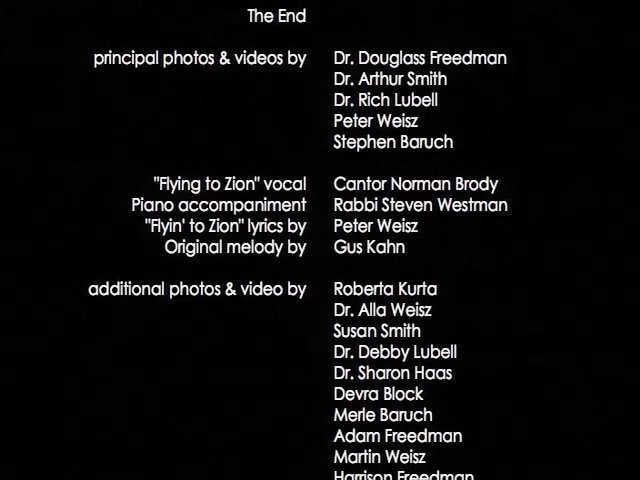 The End
principal photos & videos by Dr. Douglass Freedman
Dr. Arthur Smith
Dr. Rich Lubell
Peter Weisz
Stephen Baruch
"Flying to Zion" vocal Cantor Norman Brody
Piano accompaniment Rabbi Steven Westman
"Flyin' to Zion" lyrics by Peter Weisz
Original melody by Gus Kahn
additional photos & video by Roberta Kurta
Dr. Alla Weisz
Susan Smith
Dr. Debby Lubell
Dr. Sharon Haas
Devra Block
Merle Baruch
Adam Freedman
Martin Weisz
Harrison Freedman